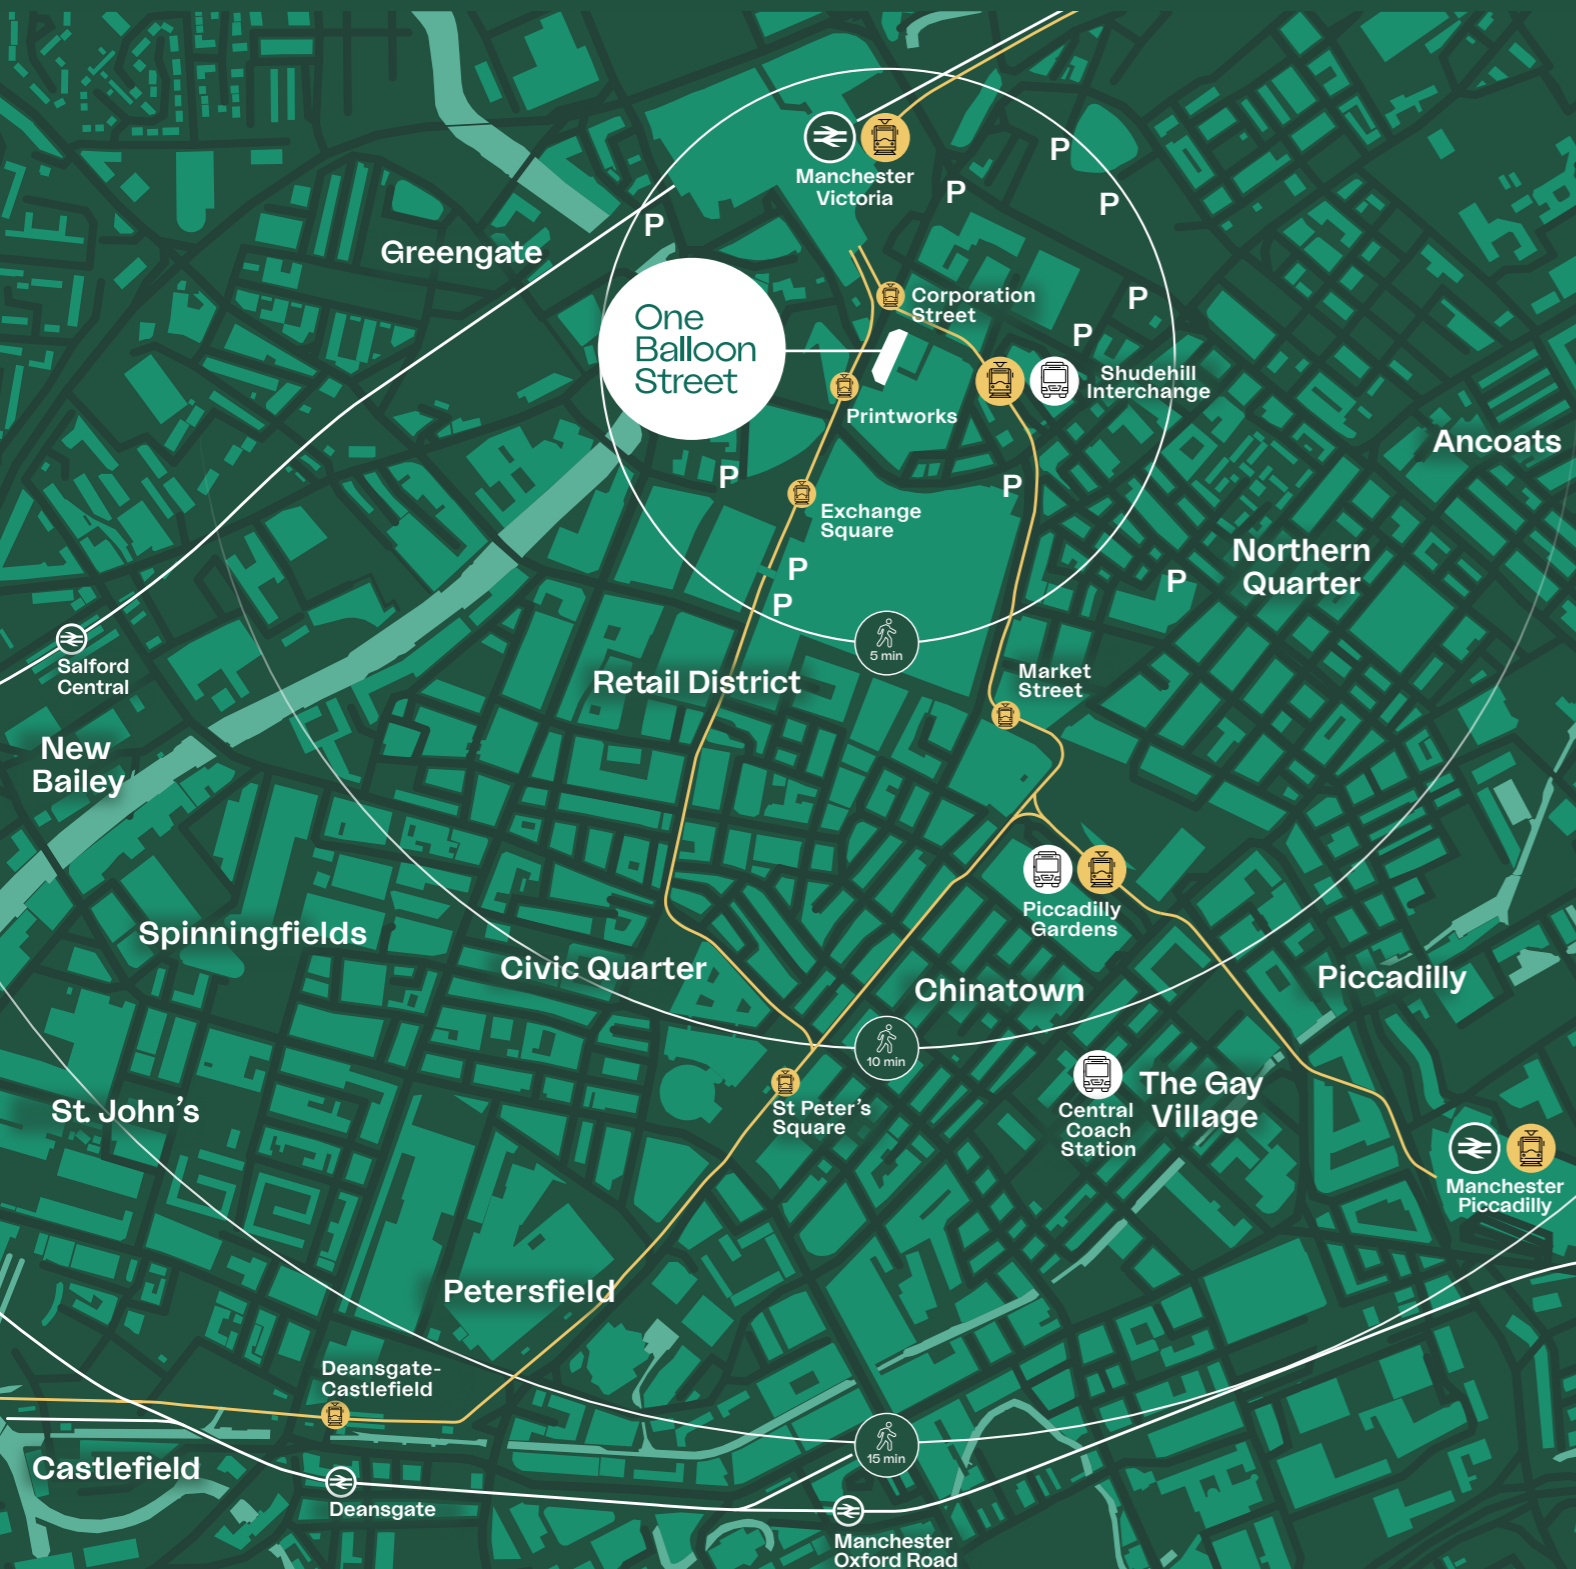 Manchester
Victoria
P
P
P
P
P
Greengate
One
Balloon
Street
Corporation
Street
P
Shudehill
Interchange
Printworks
Ancoats
P
P
Exchange
Square
Northern
Quarter
P
P
P
5 min
Salford
Central
Retail District
Market
Street
New
Bailey
Piccadilly
Gardens
Spinningfields
Civic Quarter
Chinatown
Piccadilly
10 min
St. John's
St Peter's
Square
Central
Coach
Station
The Gay
Village
Manchester
Piccadilly
Petersfield
Deansgate-
Castlefield
15 min
Castlefield
Deansgate
Manchester
Oxford Road